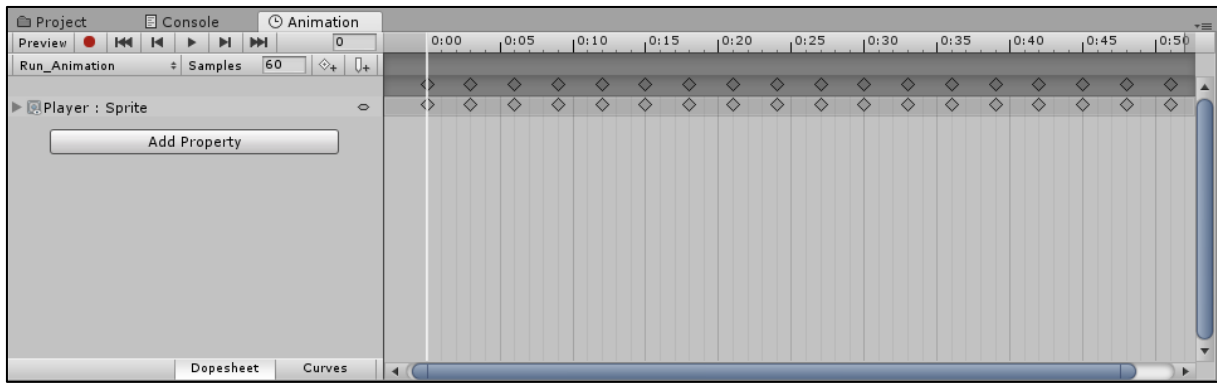 Project Console Animation
Preview 0 0:00 0:05 0:10 0:15 0:20 0:25 0:30 0:35 0:40 0:45 0:50
Run_Animation Samples 60
Player : Sprite
Add Property
Dopesheet Curves